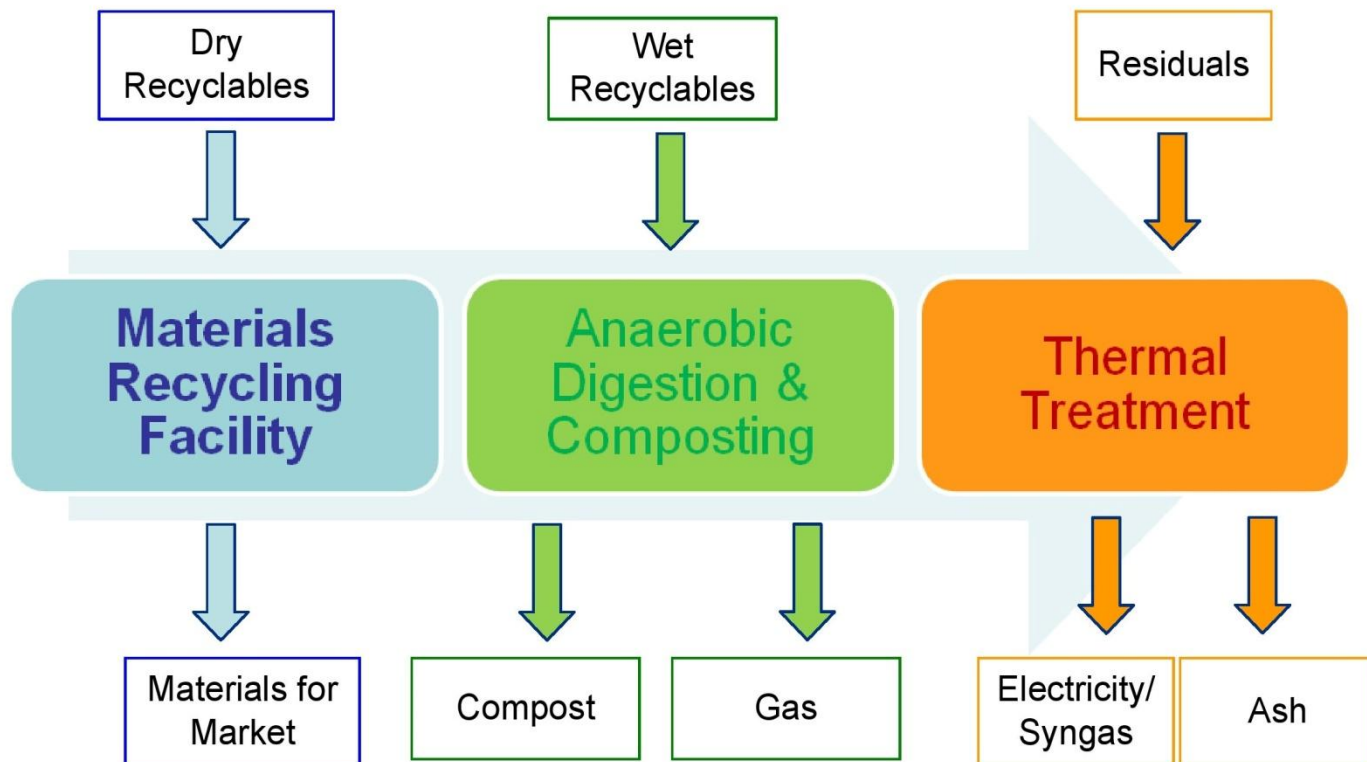 Dry
Recyclables
Wet
Recyclables
Residuals
Materials
Recycling
Facility
Anaerobic
Digestion &
Composting
Thermal
Treatment
Materials for
Market
Compost
Gas
Electricity/
Syngas
Ash